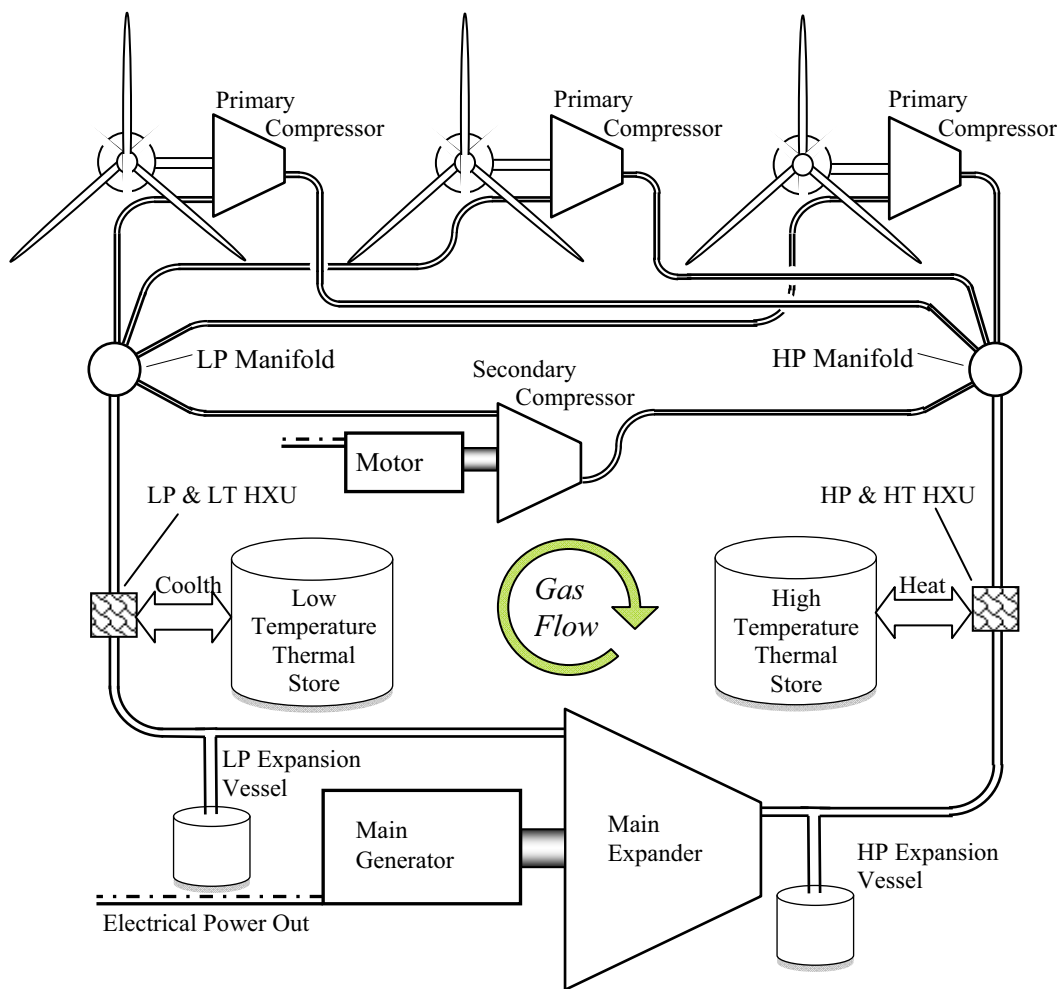 Primary
Compressor
Primary
Compressor
Primary
Compressor
LP Manifold
HP Manifold
Secondary
Compressor
Motor
LP & LT HXU
HP & HT HXU
Coolth
Low
Temperature
Thermal
Store
Gas
Flow
High
Temperature
Thermal
Store
Heat
LP Expansion
Vessel
Main
Generator
Main
Expander
HP Expansion
Vessel
Electrical Power Out